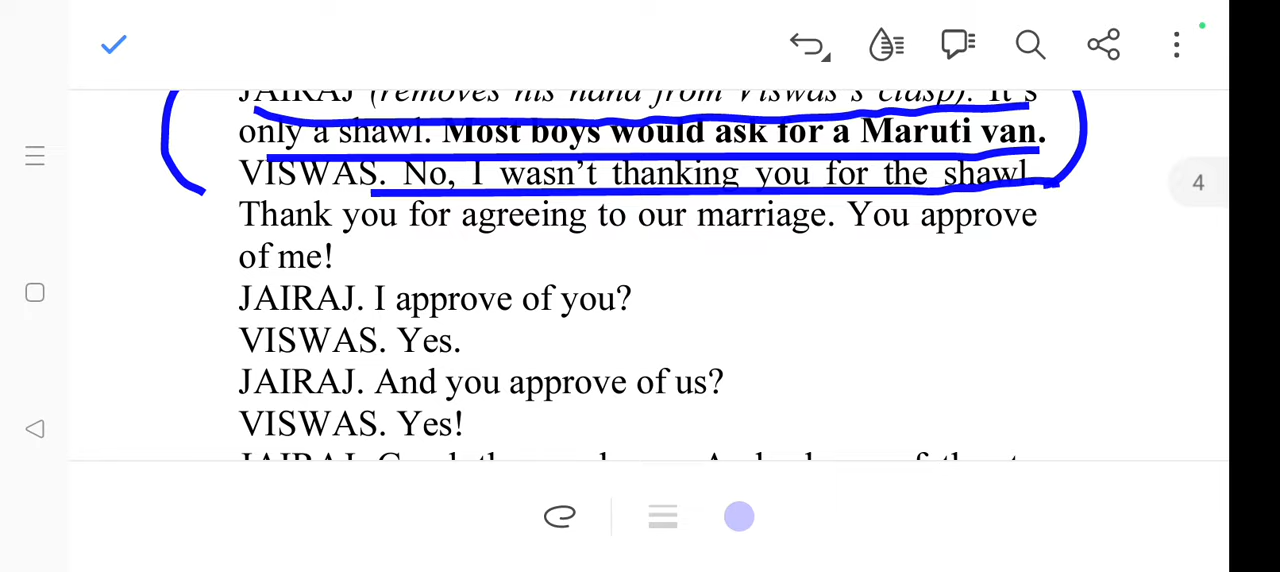 JAIRAJ (removes his hand from Viswas's clasp). It's
only a shawl. Most boys would ask for a Maruti van.
VISWAS. No, I wasn't thanking you for the shawl.
Thank you for agreeing to our marriage. You approve
of me!
JAIRAJ. I approve of you?
VISWAS. Yes.
JAIRAJ. And you approve of us?
VISWAS. Yes!
JAIRAJ.
4